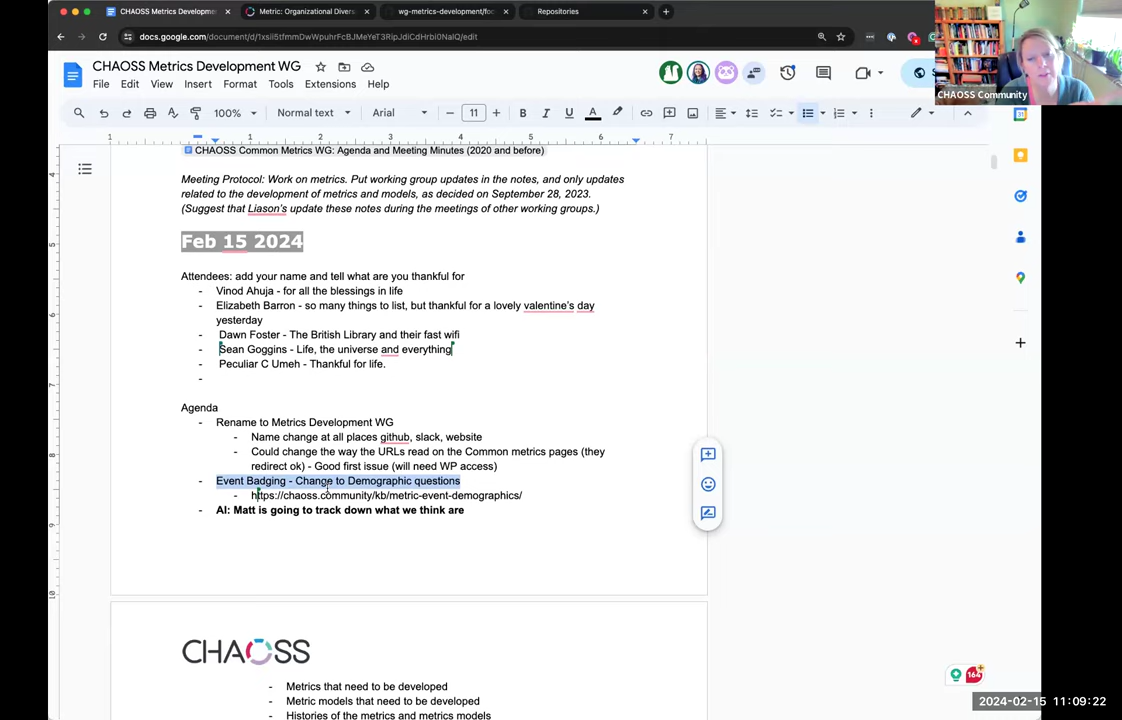 CHAOSS Metrics Developme
Metric: Organizational Divers
wg-metrics-development/foc
Repositories
docs.google.com/document/d/1xsii5tfmmDwWpuhrFcBJMeYeT3RipJdlCdHrbI0NaIQ/edit
CHAOSS Metrics Development WG
File Edit View Insert Format Tools Extensions Help
100% Normal text Arial 11
1 1 2 3 4 5 6 7
CHAOSS Community
CHAOSS Common Metrics WG: Agenda and Meeting Minutes (2020 and before)
Meeting Protocol: Work on metrics. Put working group updates in the notes, and only updates
related to the development of metrics and models, as decided on September 28, 2023.
(Suggest that Liason's update these notes during the meetings of other working groups.)
Feb 15 2024
Attendees: add your name and tell what are you thankful for
- Vinod Ahuja - for all the blessings in life
- Elizabeth Barron - so many things to list, but thankful for a lovely valentine's day
yesterday
- Dawn Foster - The British Library and their fast wifi
- Sean Goggins - Life, the universe and everything
- Peculiar C Umeh - Thankful for life.
-
Agenda
- Rename to Metrics Development WG
- Name change at all places github, slack, website
- Could change the way the URLs read on the Common metrics pages (they
redirect ok) - Good first issue (will need WP access)
- Event Badging - Change to Demographic questions
- https://chaoss.community/kb/metric-event-demographics/
- AI: Matt is going to track down what we think are
CHAOSS
- Metrics that need to be developed
- Metric models that need to be developed
- Histories of the metrics and metrics models
164
2024-02-15 11:09:22